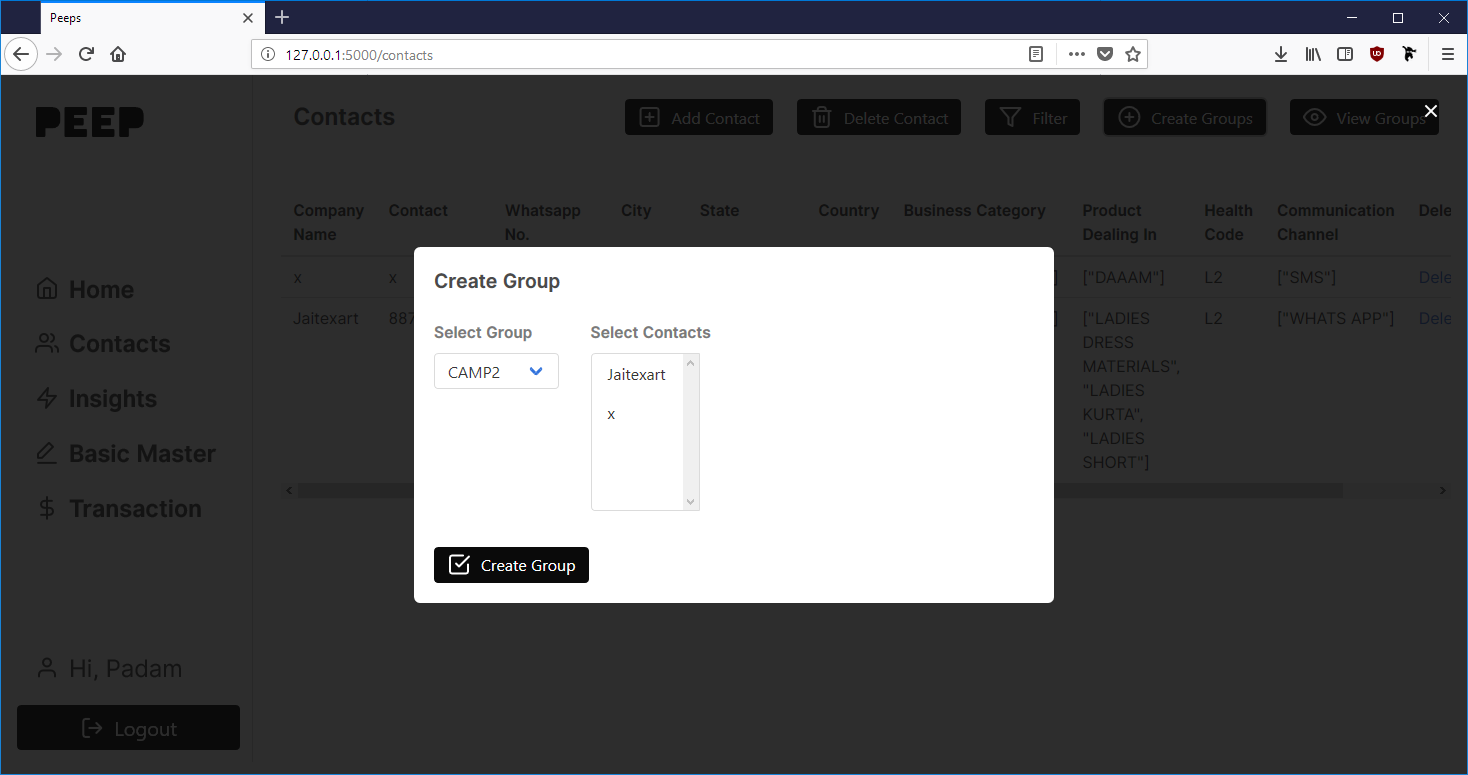 Peeps
127.0.0.1:5000/contacts
PEEP
Contacts
Add Contact
Delete Contact
Filter
Create Groups
View Groups
Company Name
Contact
Whatsapp No.
City
State
Country
Business Category
Product Dealing In
Health Code
Communication Channel
Dele
x
x
]
["DAAAM"]
L2
["SMS"]
Dele
Jaitexart
887
]
["LADIES
DRESS
MATERIALS",
"LADIES
KURTA",
"LADIES
SHORT"]
L2
["WHATS APP"]
Dele
Home
Contacts
Insights
Basic Master
Transaction
Hi, Padam
Logout
Create Group
Select Group
Select Contacts
CAMP2
Jaitexart
x
Create Group